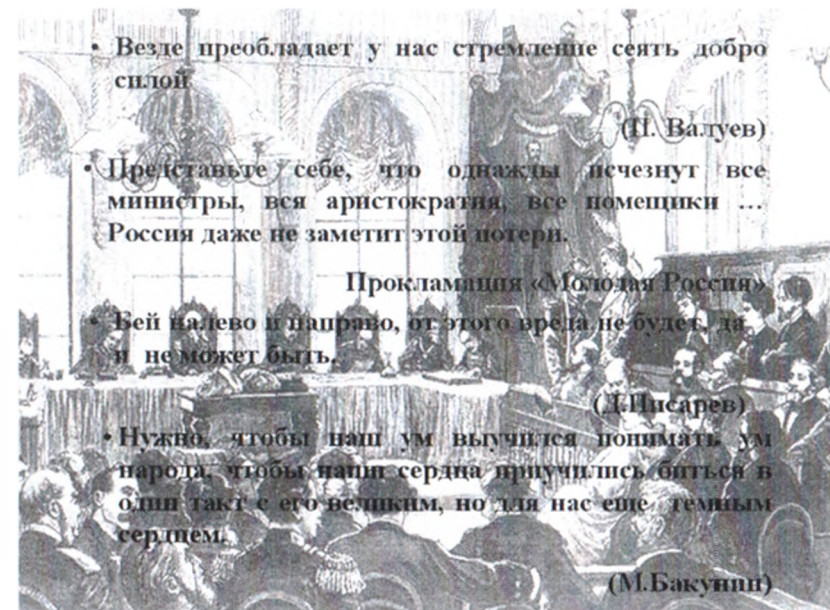 • Везде преобладает у нас стремление сеять добро
силой
(П. Валуев)
• Представьте себе, что однажды исчезнут все
министры, вся аристократия, все помещики …
Россия даже не заметит этой потери.
Прокламация «Молодая Россия»
• Бей налево и направо, от этого вреда не будет, да
и не может быть.
(Д.Писарев)
• Нужно, чтобы наш ум выучился понимать ум
народа, чтобы наши сердца приучились биться в
один такт с его великим, но для нас еще темным
сердцем.
(М.Бакунин)